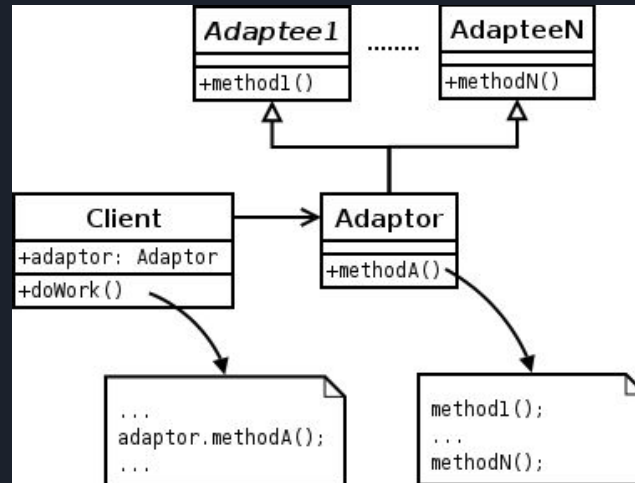 Adaptee1
........
AdapteeN
+method1()
+methodN()
Client
Adaptor
+adaptor: Adaptor
+doWork()
+methodA()
...
adaptor.methodA();
...
method1();
...
methodN();